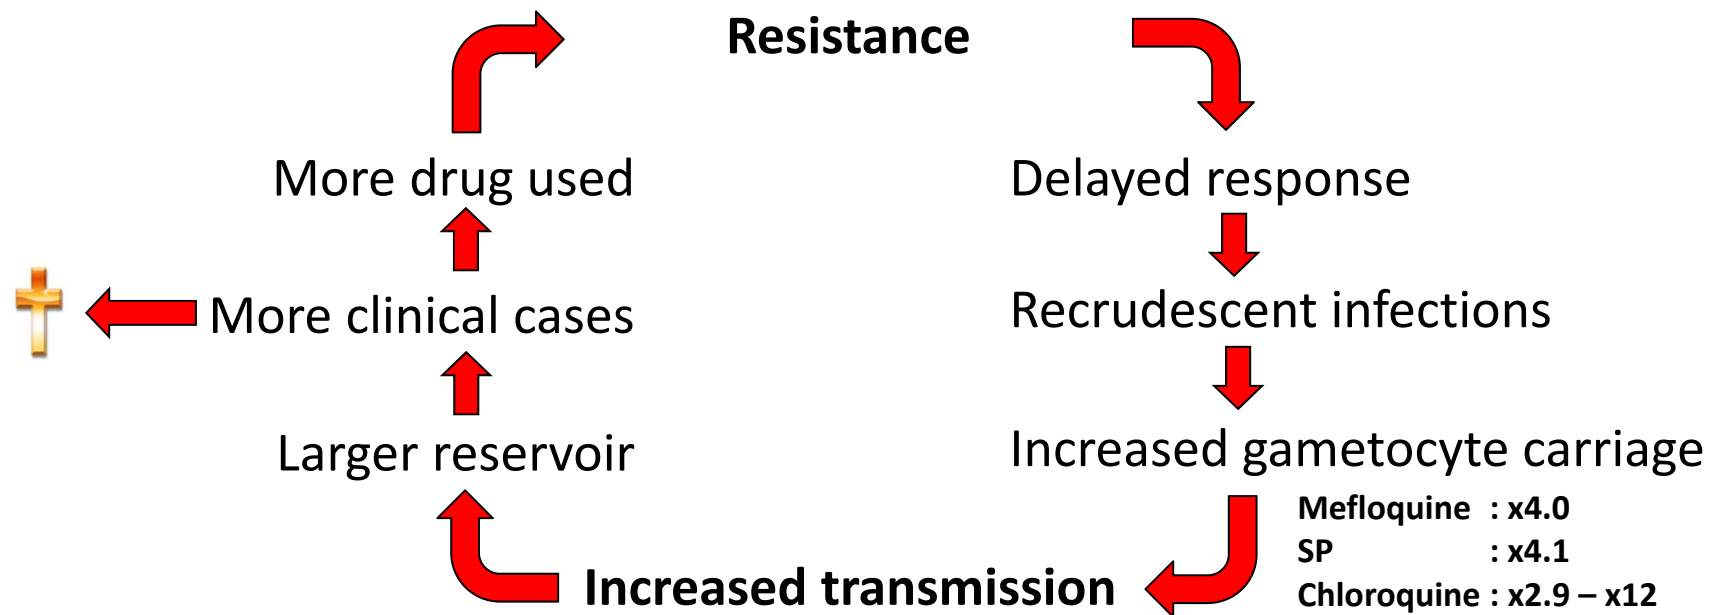 Resistance
Delayed response
Recrudescent infections
Increased gametocyte carriage
Mefloquine : x4.0
SP : x4.1
Chloroquine : x2.9 – x12
Increased transmission
Larger reservoir
More clinical cases
More drug used